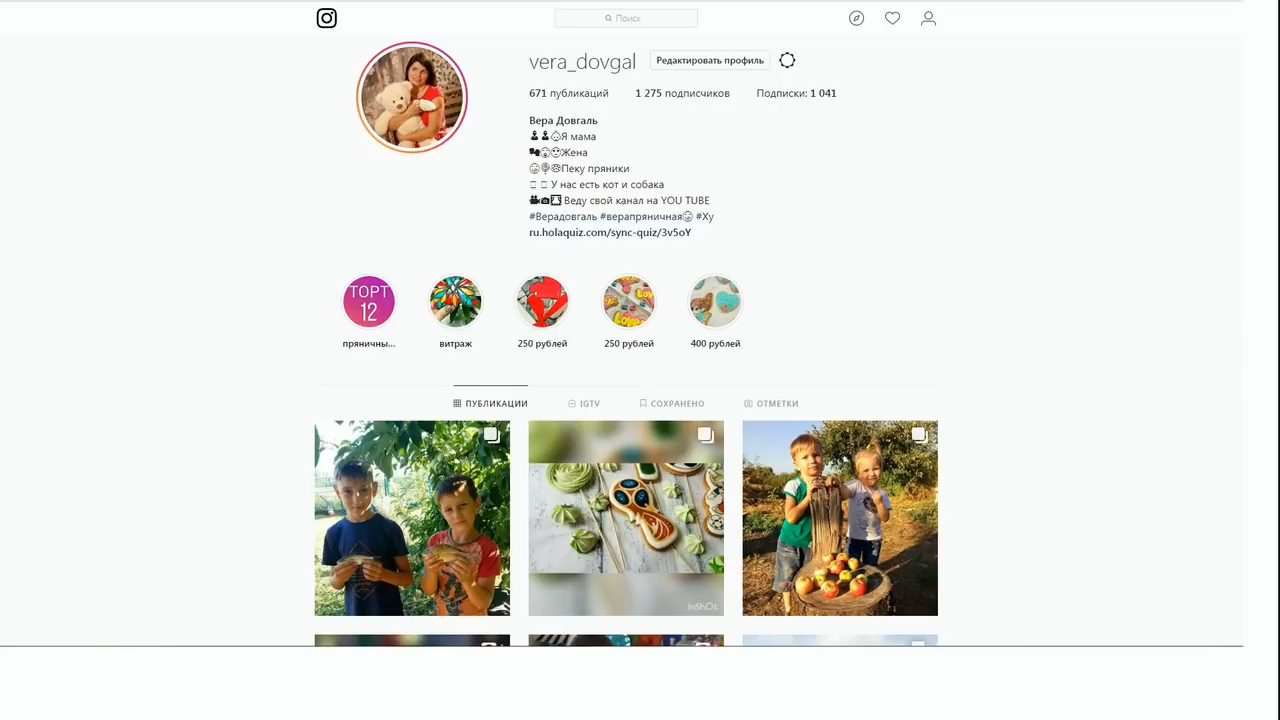 Поиск
vera_dovgal Редактировать профиль
671 публикаций 1 275 подписчиков Подписки: 1 041
Вера Довгаль
Я мама
Жена
Пеку пряники
У нас есть кот и собака
Веду свой канал на YOU TUBE
#Верадовгаль #верапряничная #Ху
ru.holaquiz.com/sync-quiz/3v5oY
ТОРТ
12
пряничны... витраж 250 рублей 250 рублей 400 рублей
ПУБЛИКАЦИИ IGTV СОХРАНЕНО ОТМЕТКИ
InShOt